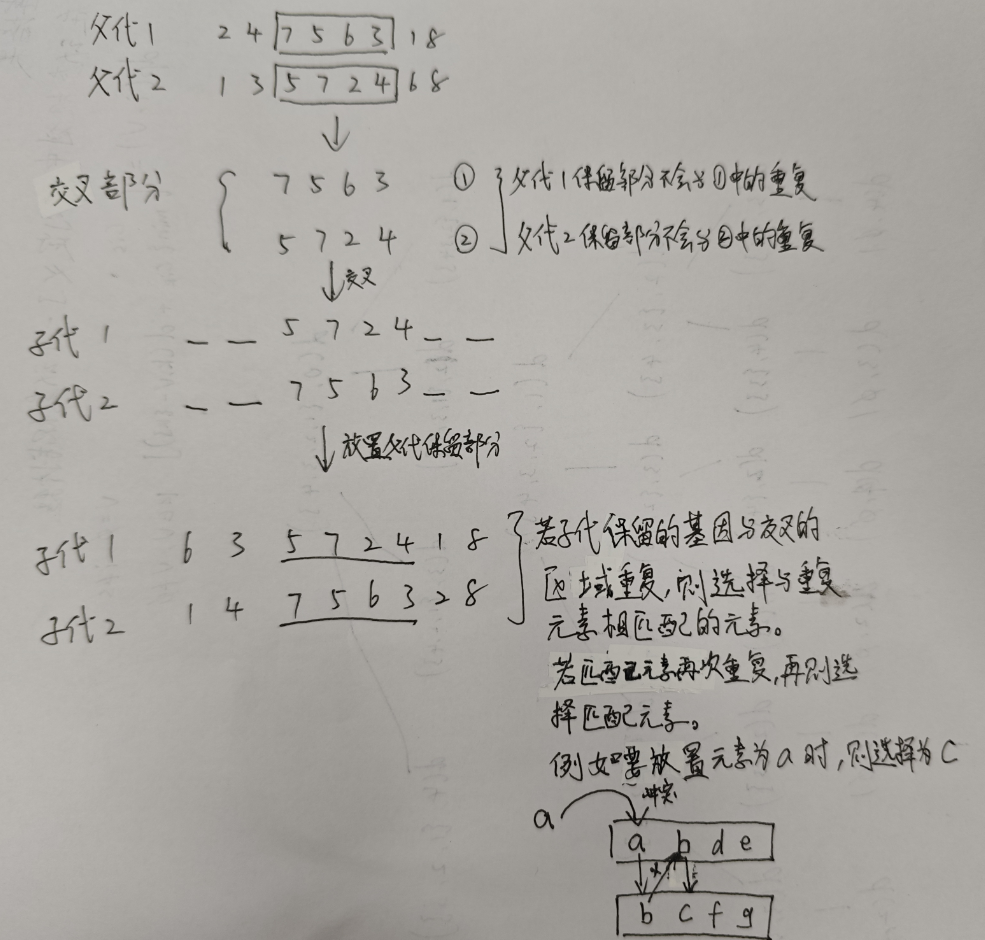 父代1 2 4 7 5 6 3 1 8
父代2 1 3 5 7 2 4 6 8
交叉部分 7 5 6 3 ① 父代1保留部分不会与①中的重复
5 7 2 4 ② 父代2保留部分不会与②中的重复
交叉
子代1 _ _ 5 7 2 4 _ _
子代2 _ _ 7 5 6 3 _ _
放置父代保留部分
子代1 6 3 5 7 2 4 1 8
子代2 1 4 7 5 6 3 2 8
若子代保留的基因与交叉的
区域重复,则选择与重复
元素相匹配的元素。
若匹配元素再次重复,再则选
择匹配元素。
例如要放置元素为a时,则选择为C
冲突
a
a b d e
b c f g